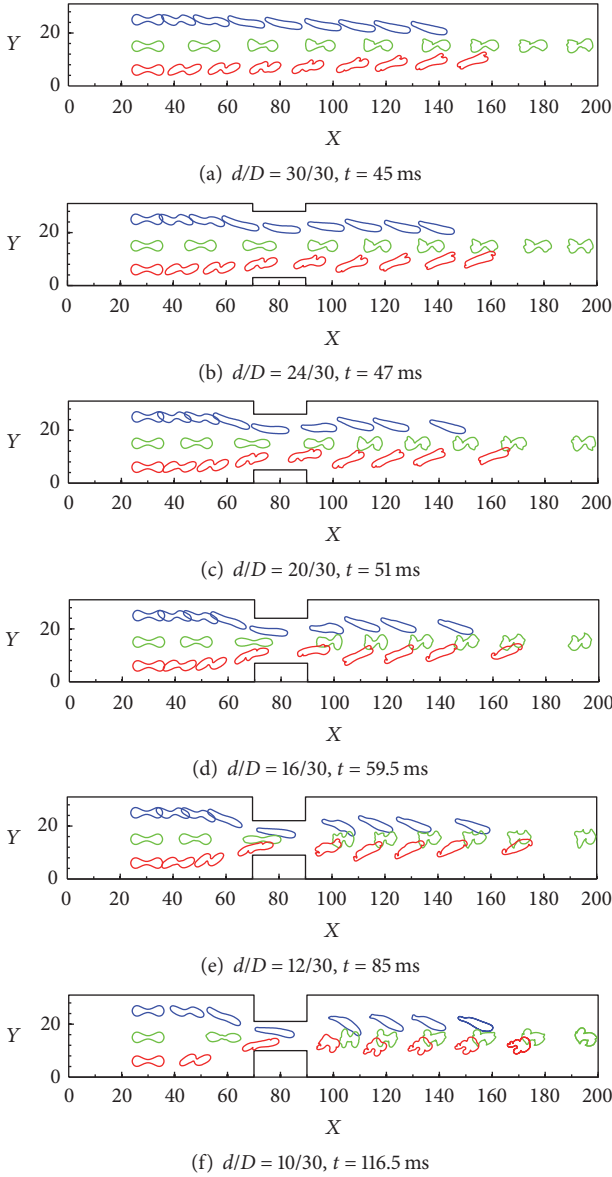 Y
20
0
0 20 40 60 80 100 120 140 160 180 200
X
(a) d/D = 30/30, t = 45 ms
Y
20
0
0 20 40 60 80 100 120 140 160 180 200
X
(b) d/D = 24/30, t = 47 ms
Y
20
0
0 20 40 60 80 100 120 140 160 180 200
X
(c) d/D = 20/30, t = 51 ms
Y
20
0
0 20 40 60 80 100 120 140 160 180 200
X
(d) d/D = 16/30, t = 59.5 ms
Y
20
0
0 20 40 60 80 100 120 140 160 180 200
X
(e) d/D = 12/30, t = 85 ms
Y
20
0
0 20 40 60 80 100 120 140 160 180 200
X
(f) d/D = 10/30, t = 116.5 ms